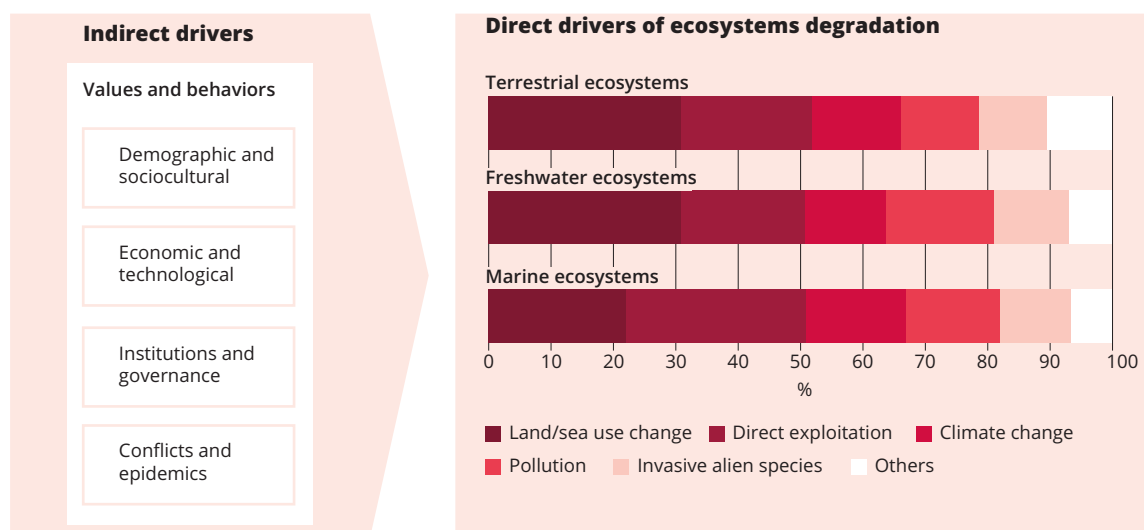 Indirect drivers
Values and behaviors
Demographic and
sociocultural
Economic and
technological
Institutions and
governance
Conflicts and
epidemics
Direct drivers of ecosystems degradation
Terrestrial ecosystems
Freshwater ecosystems
Marine ecosystems
0 10 20 30 40 50 60 70 80 90 100
%
Land/sea use change Direct exploitation Climate change
Pollution Invasive alien species Others